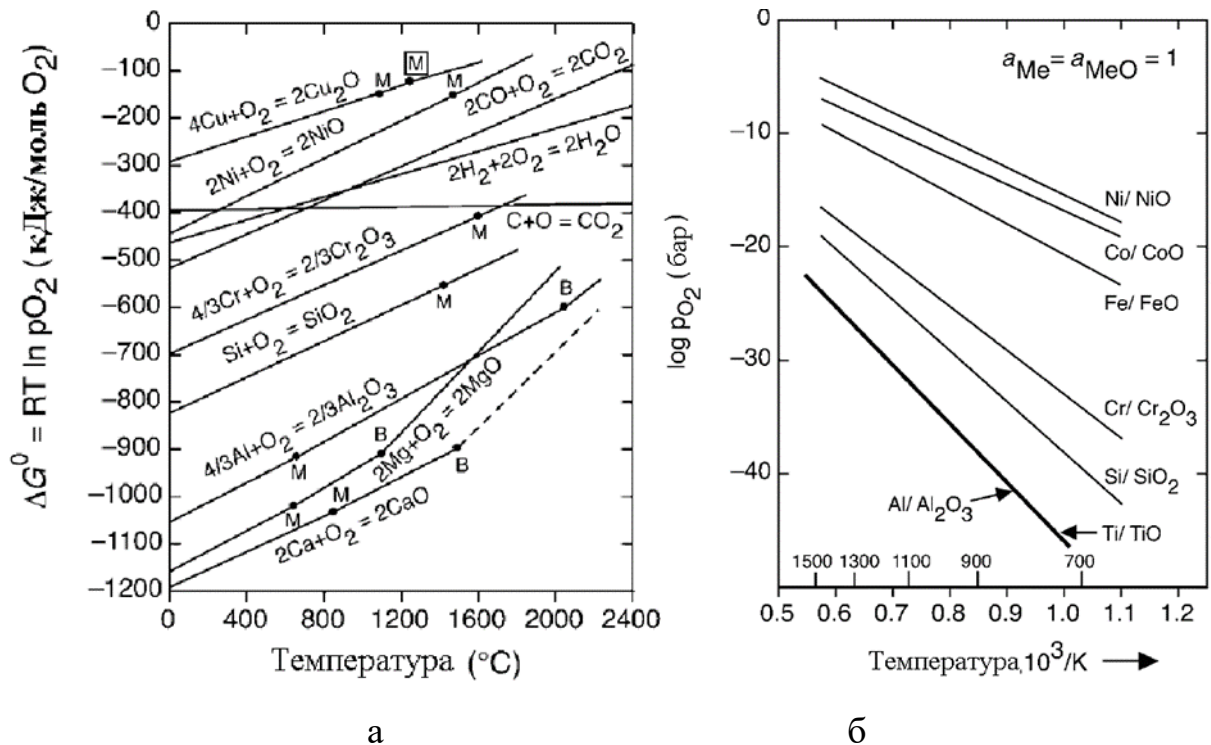 ΔG⁰ = RT ln pO₂ (кДж/моль O₂)
0
−100
−200
−300
−400
−500
−600
−700
−800
−900
−1000
−1100
−1200
4Cu+O₂ = 2Cu₂O
M
M
2Ni+O₂ = 2NiO
M
2CO+O₂ = 2CO₂
2H₂+2O₂ = 2H₂O
C+O = CO₂
4/3Cr+O₂ = 2/3Cr₂O₃
M
Si+O₂ = SiO₂
M
4/3Al+O₂ = 2/3Al₂O₃
M
B
2Mg+O₂ = 2MgO
M
B
2Ca+O₂ = 2CaO
M
B
0 400 800 1200 1600 2000 2400
Температура (°C)
а
log pO₂ (бар)
0
−10
−20
−30
−40
aMe= aMeO = 1
Ni/ NiO
Co/ CoO
Fe/ FeO
Cr/ Cr₂O₃
Si/ SiO₂
Al/ Al₂O₃
Ti/ TiO
1500 1300 1100 900 700
0.5 0.6 0.7 0.8 0.9 1.0 1.1 1.2
Температура,10³/K
б